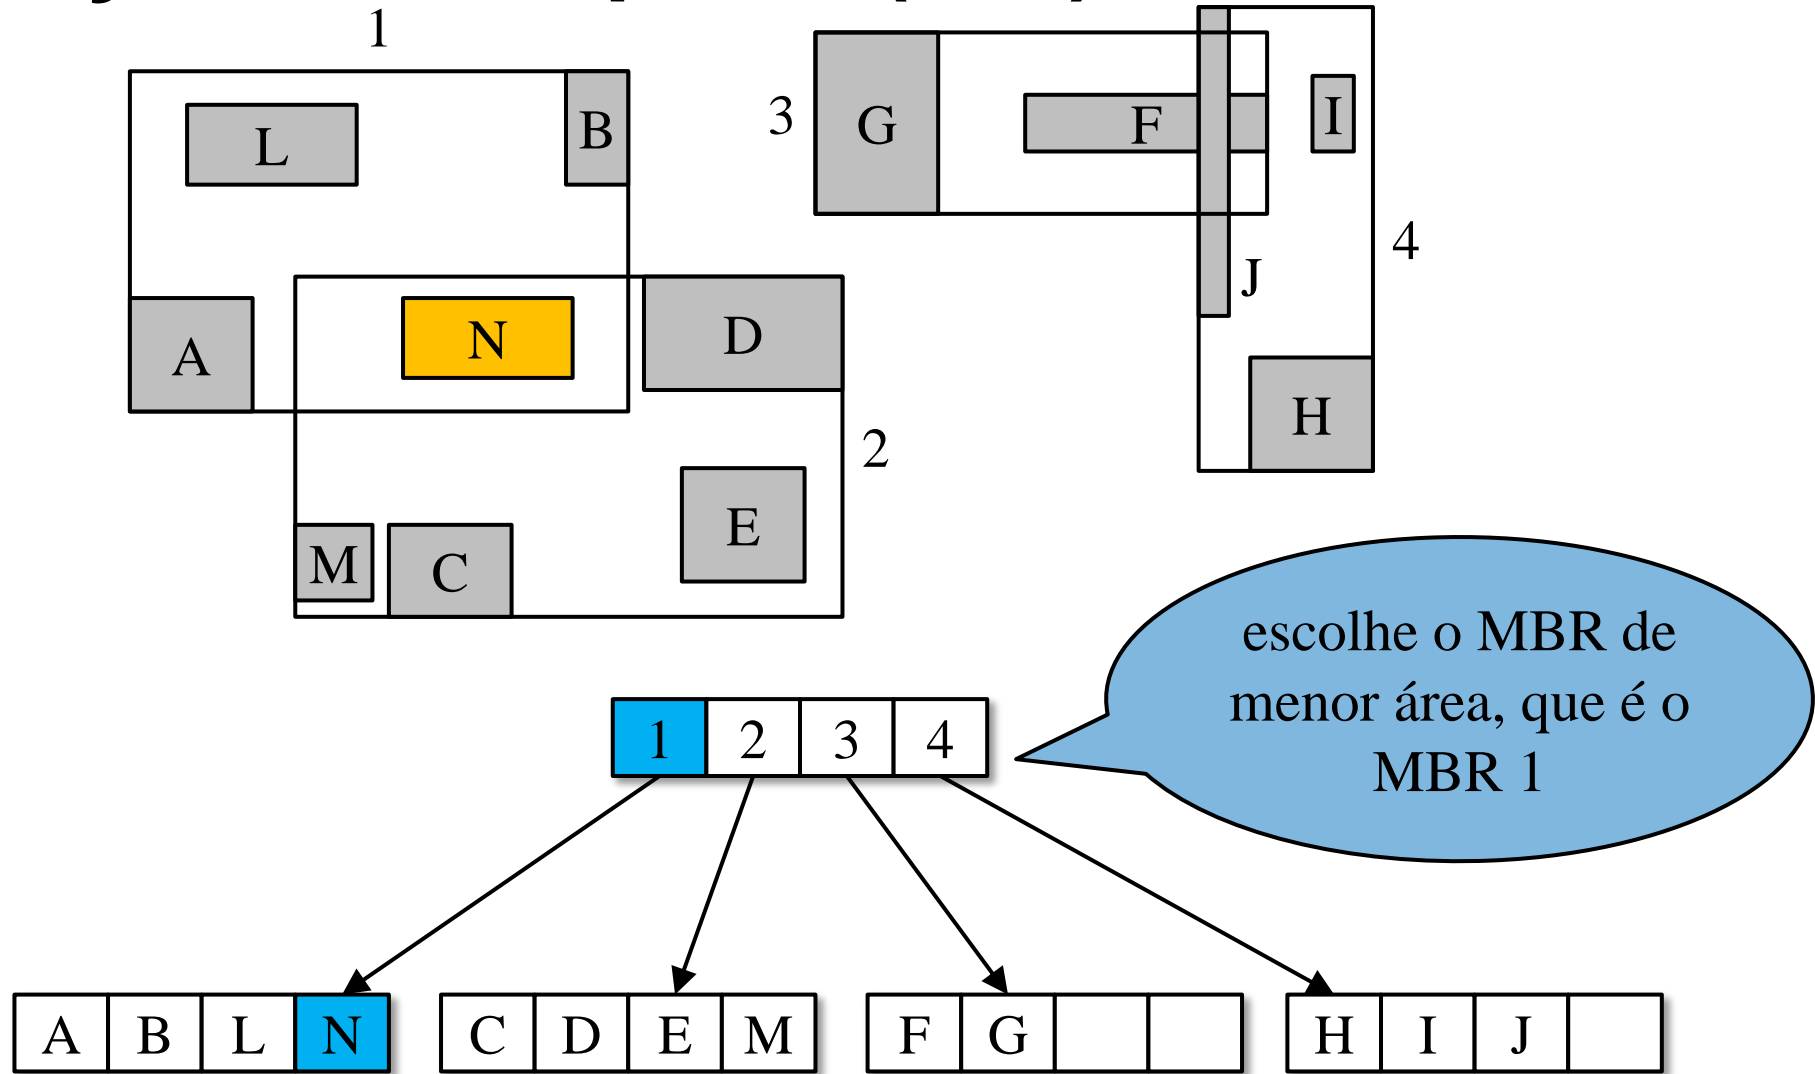 1
L
B
3
G
F
I
4
J
A
N
D
H
2
E
M
C
escolhe o MBR de
menor área, que é o
MBR 1
1 2 3 4
A B L N C D E M F G H I J